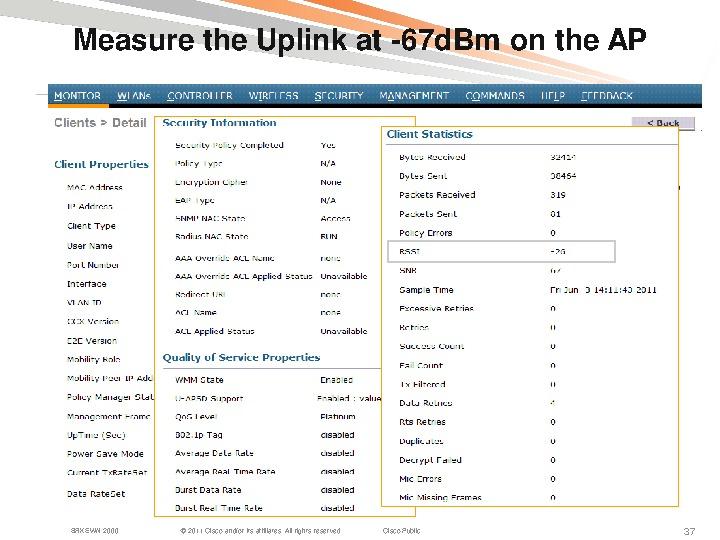 Measure the Uplink at -67dBm on the AP
MONITOR WLANs CONTROLLER WIRELESS SECURITY MANAGEMENT COMMANDS HELP FEEDBACK
Clients > Detail
< Back
Client Properties
MAC Address
IP Address
Client Type
User Name
Port Number
Interface
VLAN ID
CCX Version
E2E Version
Mobility Role
Mobility Peer IP Add
Policy Manager Stat
Management Frame
UpTime (Sec)
Power Save Mode
Current TxRateSet
Data RateSet
Security Information
Security Policy Completed Yes
Policy Type N/A
Encryption Cipher None
EAP Type N/A
SNMP NAC State Access
Radius NAC State RUN
AAA Override ACL Name none
AAA Override ACL Applied Status Unavailable
Redirect URL none
ACL Name none
ACL Applied Status Unavailable
Quality of Service Properties
WMM State Enabled
U-APSD Support Enabled : value
QoS Level Platinum
802.1p Tag disabled
Average Data Rate disabled
Average Real Time Rate disabled
Burst Data Rate disabled
Burst Real Time Rate disabled
Client Statistics
Bytes Received 32414
Bytes Sent 38464
Packets Received 319
Packets Sent 81
Policy Errors 0
RSSI -26
SNR 67
Sample Time Fri Jun 3 14:11:43 2011
Excessive Retries 0
Retries 0
Success Count 0
Fail Count 0
Tx Filtered 0
Data Retries 4
Rts Retries 0
Duplicates 0
Decrypt Failed 0
Mic Errors 0
Mic Missing Frames 0
© 2011 Cisco and/or its affiliates. All rights reserved.
Cisco Public
37